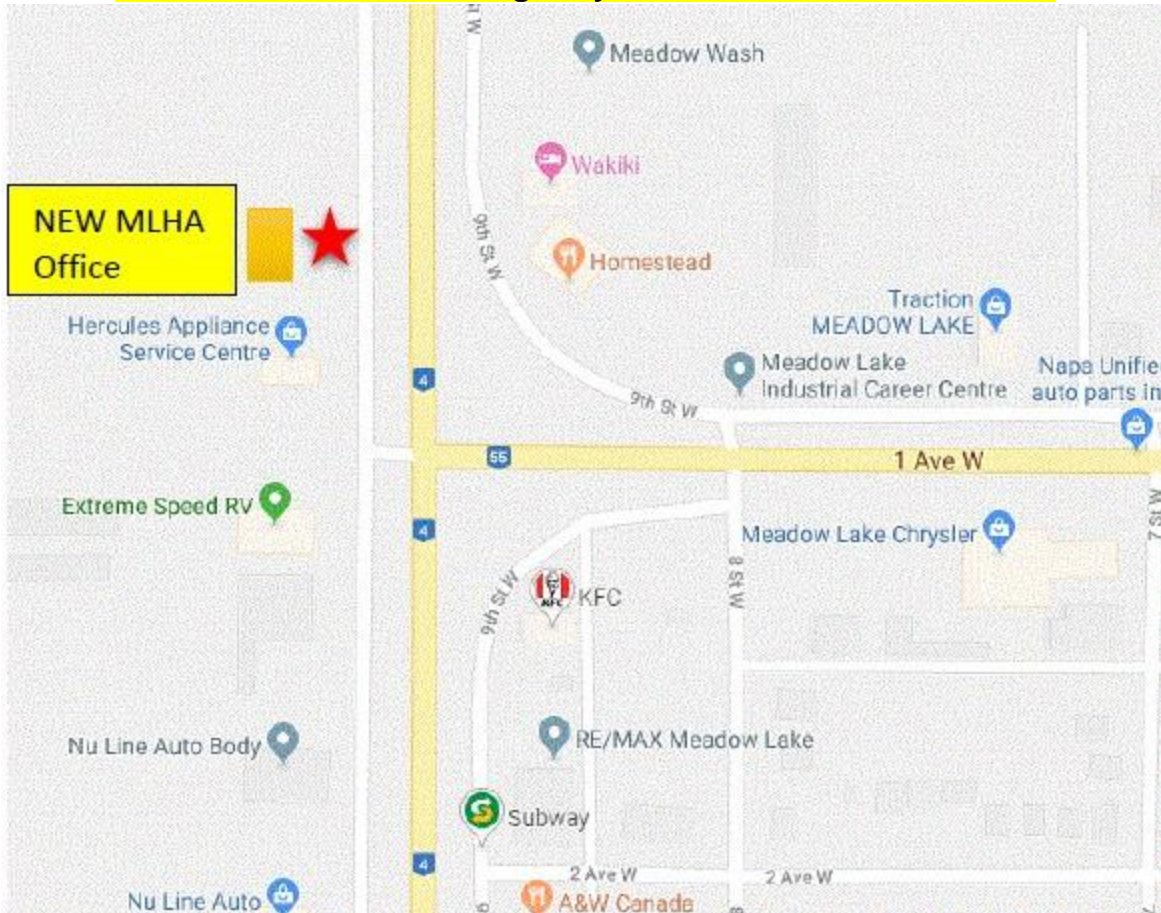 Meadow Wash
Wakiki
NEW MLHA
Office
9th St W
Homestead
Traction
MEADOW LAKE
Hercules Appliance
Service Centre
Meadow Lake
Industrial Career Centre
Napa Unifie
auto parts in
4
9th St W
55
1 Ave W
Extreme Speed RV
4
Meadow Lake Chrysler
7 St W
8 St W
9th St W
KFC
Nu Line Auto Body
RE/MAX Meadow Lake
Subway
4
2 Ave W
2 Ave W
Nu Line Auto
A&W Canada